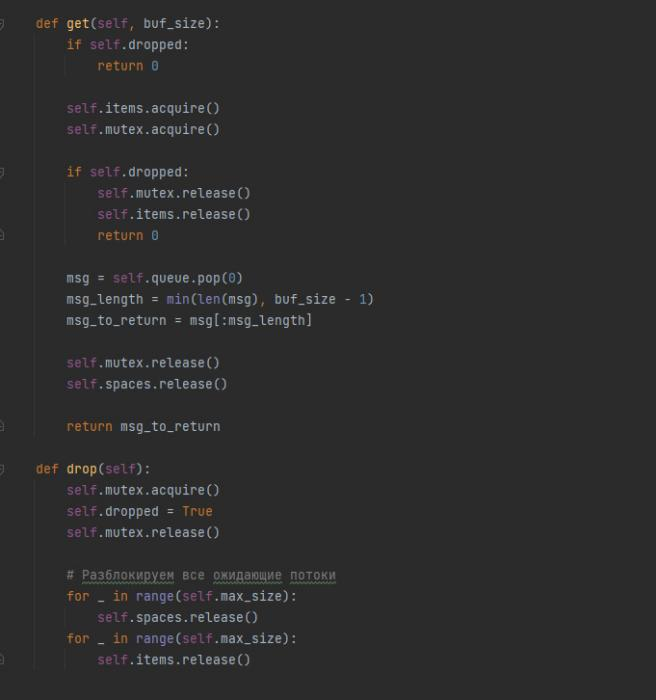 def get(self, buf_size):
if self.dropped:
return 0
self.items.acquire()
self.mutex.acquire()
if self.dropped:
self.mutex.release()
self.items.release()
return 0
msg = self.queue.pop(0)
msg_length = min(len(msg), buf_size - 1)
msg_to_return = msg[:msg_length]
self.mutex.release()
self.spaces.release()
return msg_to_return
def drop(self):
self.mutex.acquire()
self.dropped = True
self.mutex.release()
# Разблокируем все ожидающие потоки
for _ in range(self.max_size):
self.spaces.release()
for _ in range(self.max_size):
self.items.release()